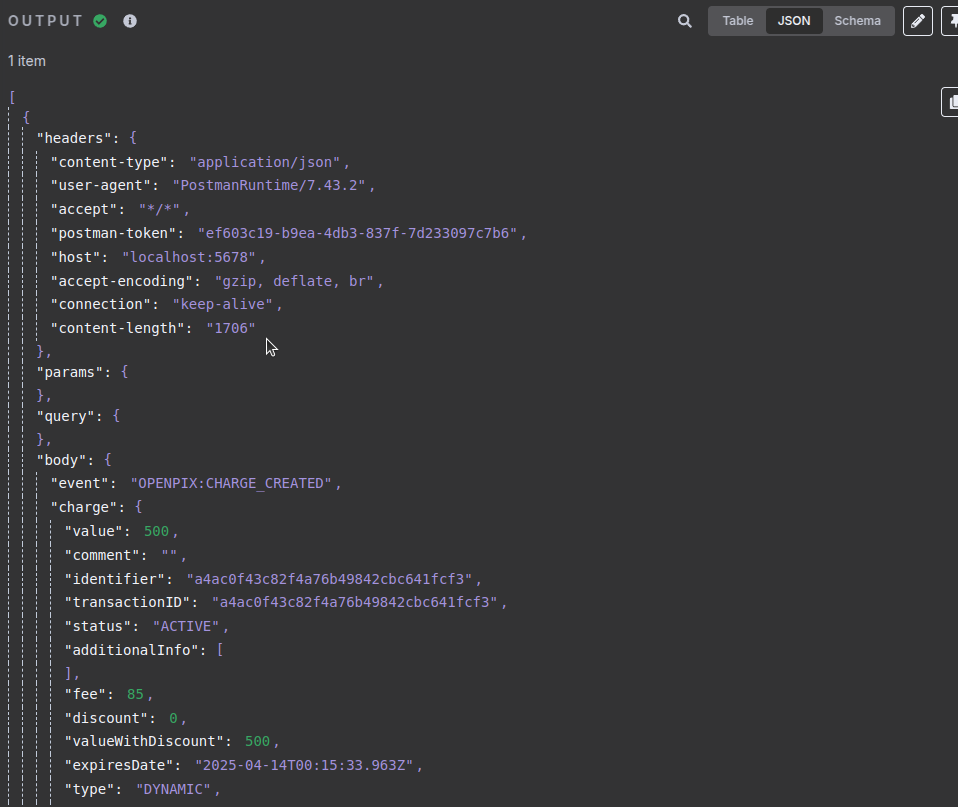 OUTPUT
Table JSON Schema
1 item
[
{
"headers": {
"content-type": "application/json",
"user-agent": "PostmanRuntime/7.43.2",
"accept": "*/*",
"postman-token": "ef603c19-b9ea-4db3-837f-7d233097c7b6",
"host": "localhost:5678",
"accept-encoding": "gzip, deflate, br",
"connection": "keep-alive",
"content-length": "1706"
},
"params": {
},
"query": {
},
"body": {
"event": "OPENPIX:CHARGE_CREATED",
"charge": {
"value": 500,
"comment": "",
"identifier": "a4ac0f43c82f4a76b49842cbc641fcf3",
"transactionID": "a4ac0f43c82f4a76b49842cbc641fcf3",
"status": "ACTIVE",
"additionalInfo": [
],
"fee": 85,
"discount": 0,
"valueWithDiscount": 500,
"expiresDate": "2025-04-14T00:15:33.963Z",
"type": "DYNAMIC",